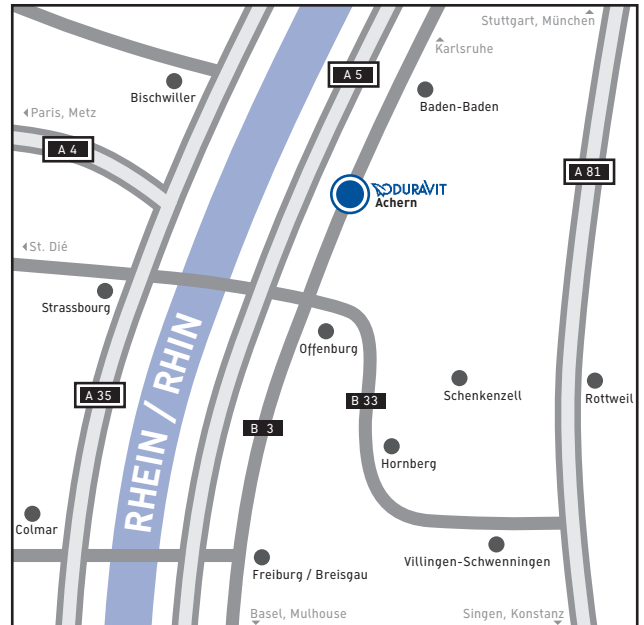 Stuttgart, München
Karlsruhe
A 5
Bischwiller
Baden-Baden
Paris, Metz
A 4
A 81
DURAVIT
Achern
St. Dié
Strassbourg
Offenburg
RHEIN / RHIN
Schenkenzell
Rottweil
A 35
B 33
B 3
Hornberg
Colmar
Villingen-Schwenningen
Freiburg / Breisgau
Basel, Mulhouse
Singen, Konstanz